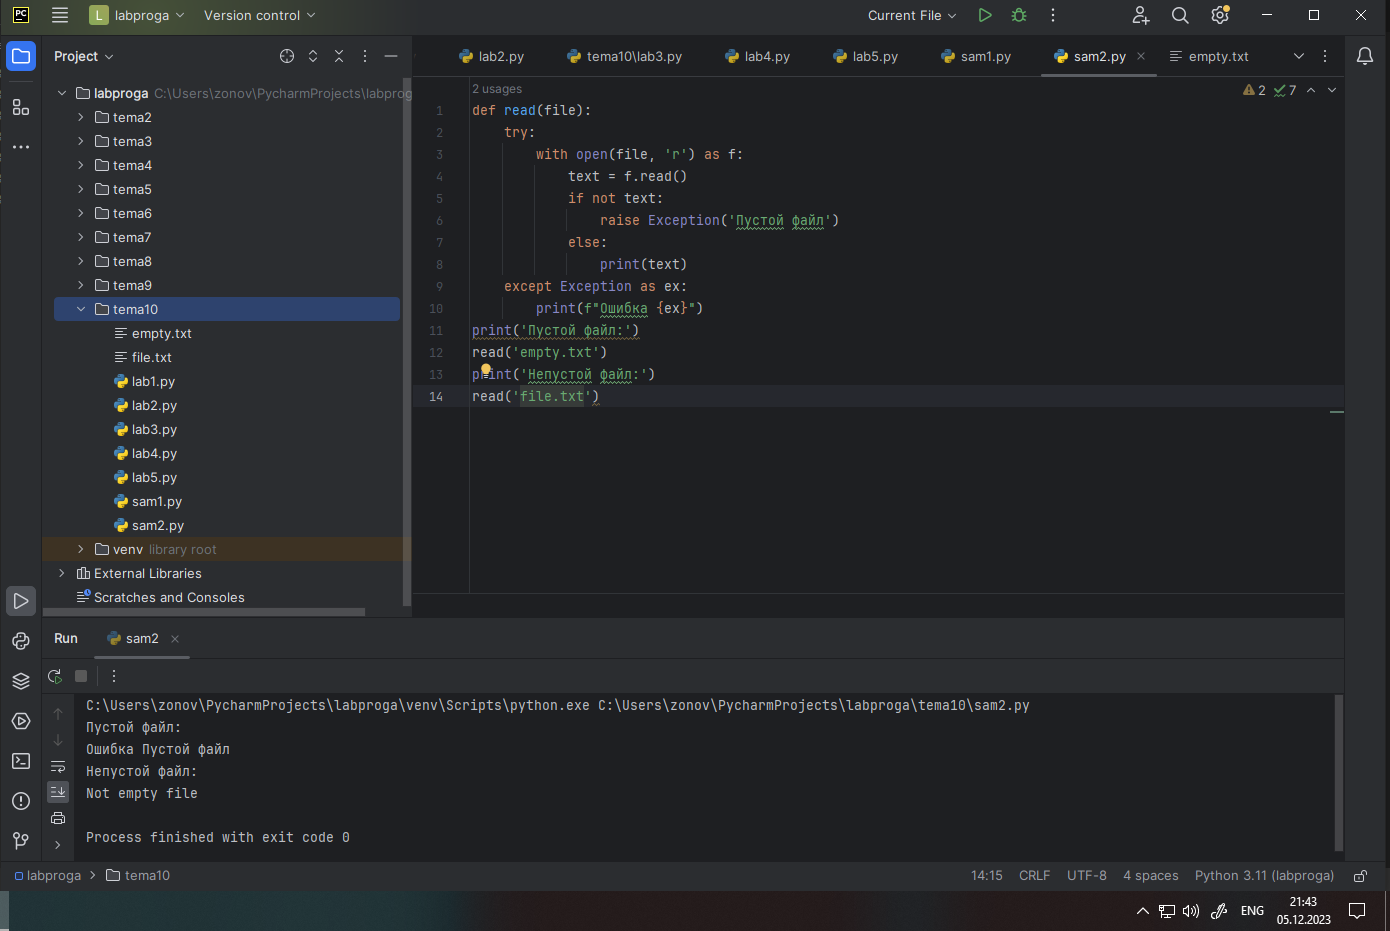 PC
L labproga Version control Current File
Project
labproga C:\Users\zonov\PycharmProjects\labprog
tema2
tema3
tema4
tema5
tema6
tema7
tema8
tema9
tema10
empty.txt
file.txt
lab1.py
lab2.py
lab3.py
lab4.py
lab5.py
sam1.py
sam2.py
venv library root
External Libraries
Scratches and Consoles
lab2.py tema10\lab3.py lab4.py lab5.py sam1.py sam2.py empty.txt
2 usages
2 7
1 def read(file):
2 try:
3 with open(file, 'r') as f:
4 text = f.read()
5 if not text:
6 raise Exception('Пустой файл')
7 else:
8 print(text)
9 except Exception as ex:
10 print(f"Ошибка {ex}")
11 print('Пустой файл:')
12 read('empty.txt')
13 print('Непустой файл:')
14 read('file.txt')
Run sam2
C:\Users\zonov\PycharmProjects\labproga\venv\Scripts\python.exe C:\Users\zonov\PycharmProjects\labproga\tema10\sam2.py
Пустой файл:
Ошибка Пустой файл
Непустой файл:
Not empty file
Process finished with exit code 0
labproga tema10 14:15 CRLF UTF-8 4 spaces Python 3.11 (labproga)
ENG 21:43
05.12.2023